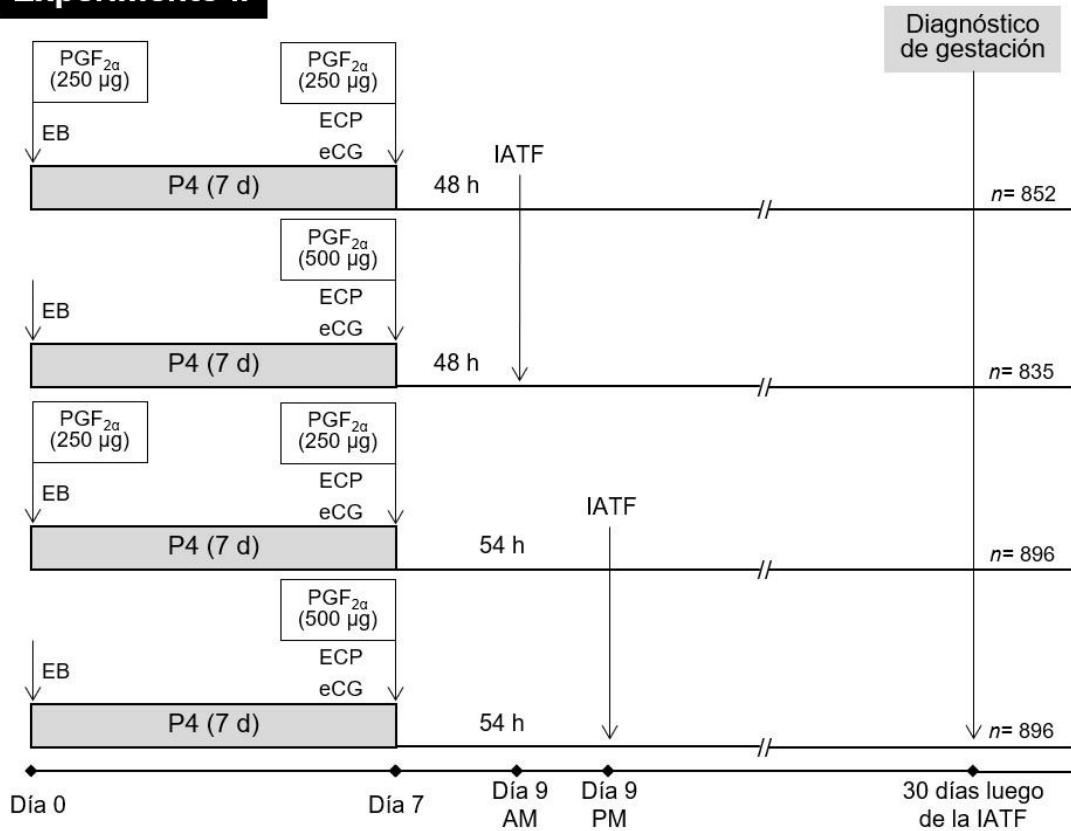 Diagnóstico
de gestación
PGF2α
(250 µg)
PGF2α
(250 µg)
EB
ECP
eCG
IATF
P4 (7 d)
48 h
n= 852
PGF2α
(500 µg)
EB
ECP
eCG
P4 (7 d)
48 h
n= 835
PGF2α
(250 µg)
PGF2α
(250 µg)
EB
ECP
eCG
IATF
P4 (7 d)
54 h
n= 896
PGF2α
(500 µg)
EB
ECP
eCG
P4 (7 d)
54 h
n= 896
Día 0
Día 7
Día 9
AM
Día 9
PM
30 días luego
de la IATF